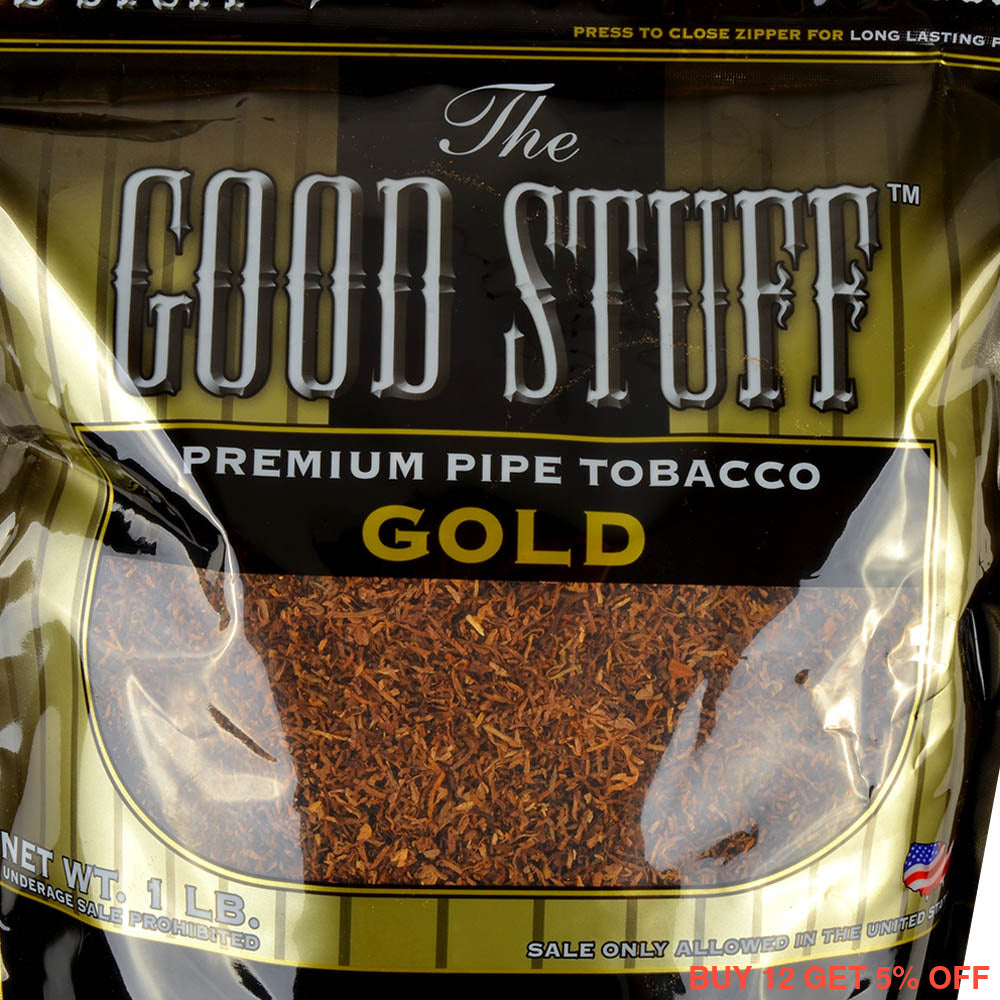 PRESS TO CLOSE ZIPPER FOR LONG LASTING
The
GOOD STUFF™
PREMIUM PIPE TOBACCO
GOLD
NET WT. 1 LB.
UNDERAGE SALE PROHIBITED
SALE ONLY ALLOWED IN THE UNITED
BUY 12 GET 5% OFF